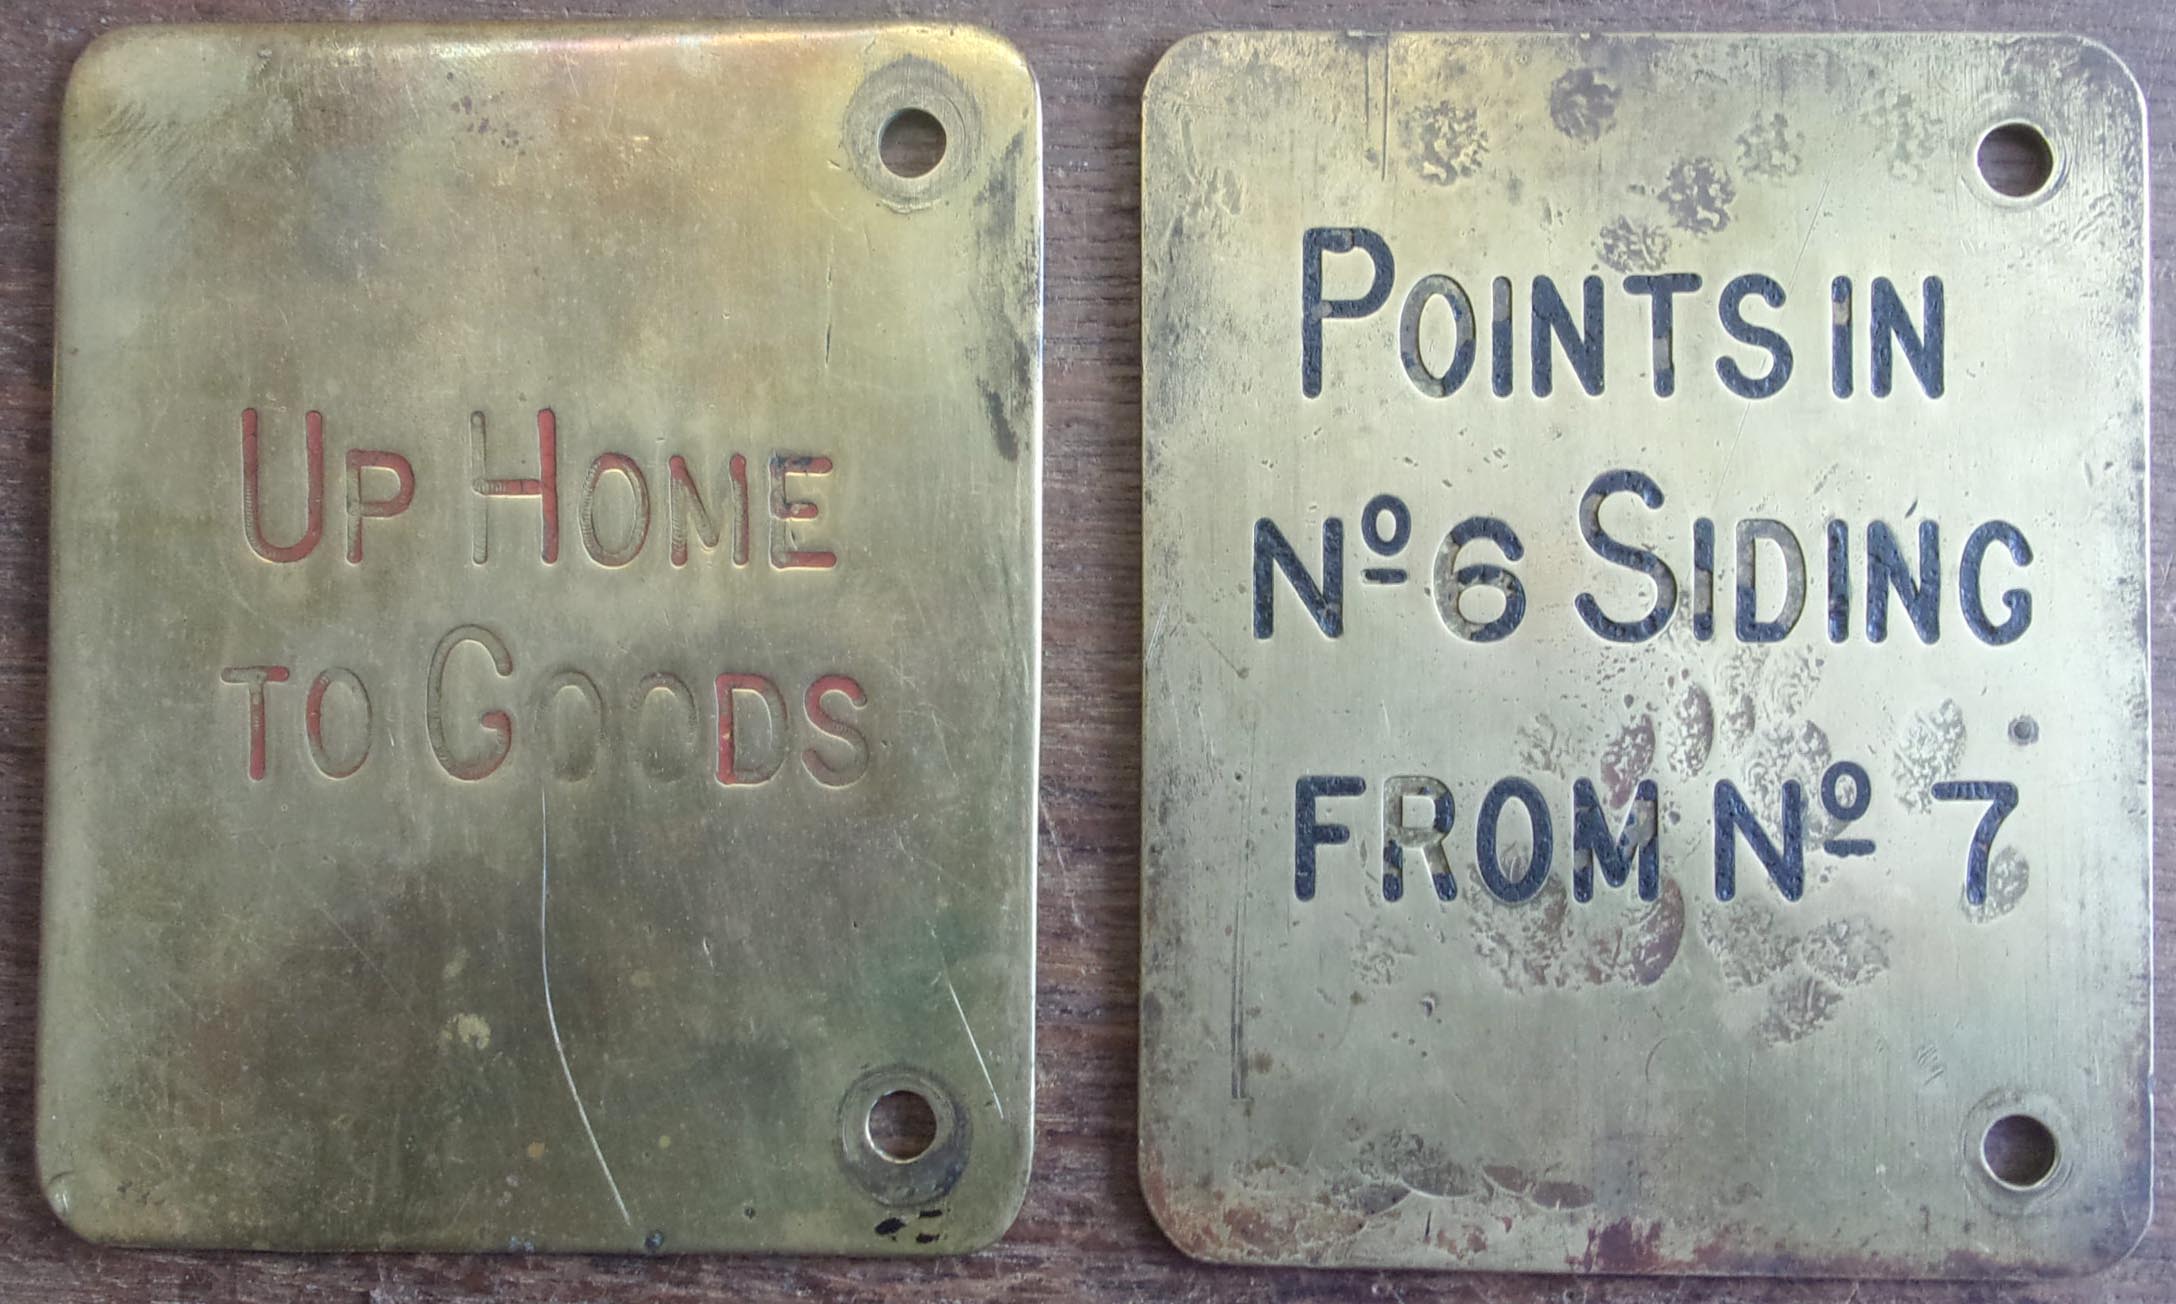 UP HOME
TO GOODS
POINTS IN
Nº 6 SIDING
FROM Nº 7